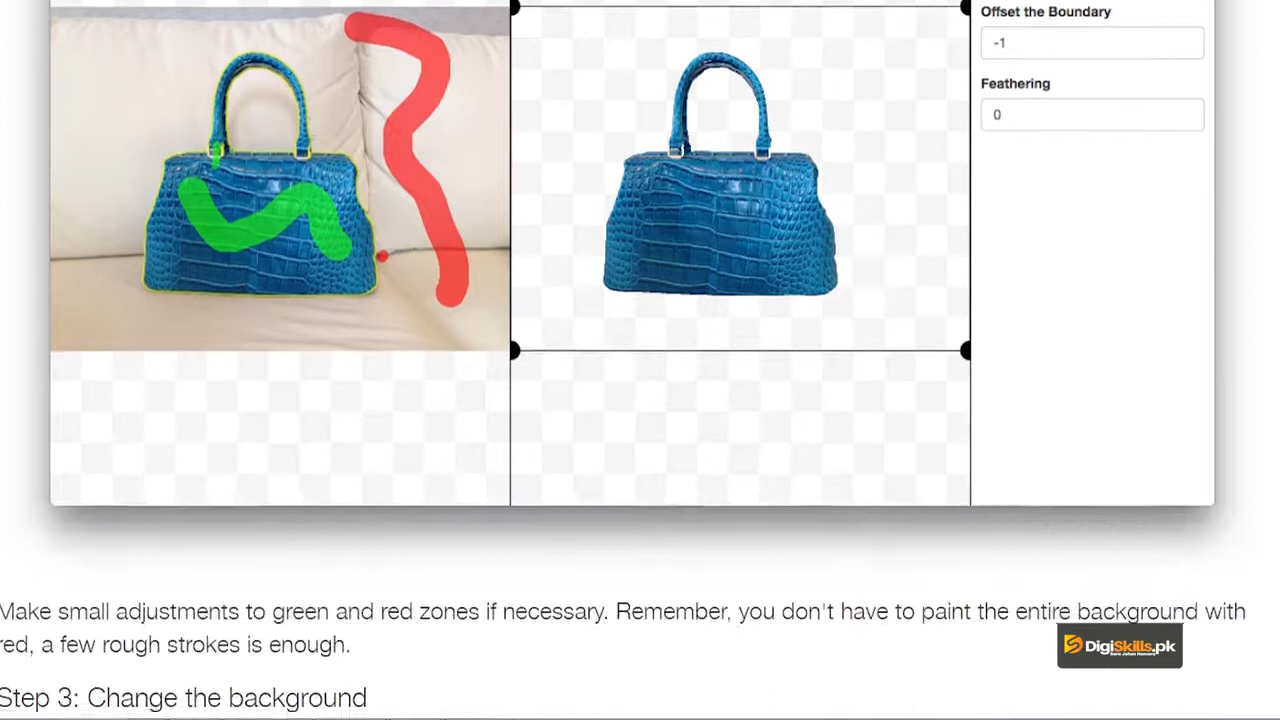 Offset the Boundary
-1
Feathering
0
Make small adjustments to green and red zones if necessary. Remember, you don't have to paint the entire background with
red, a few rough strokes is enough.
DigiSkills.pk
Step 3: Change the background